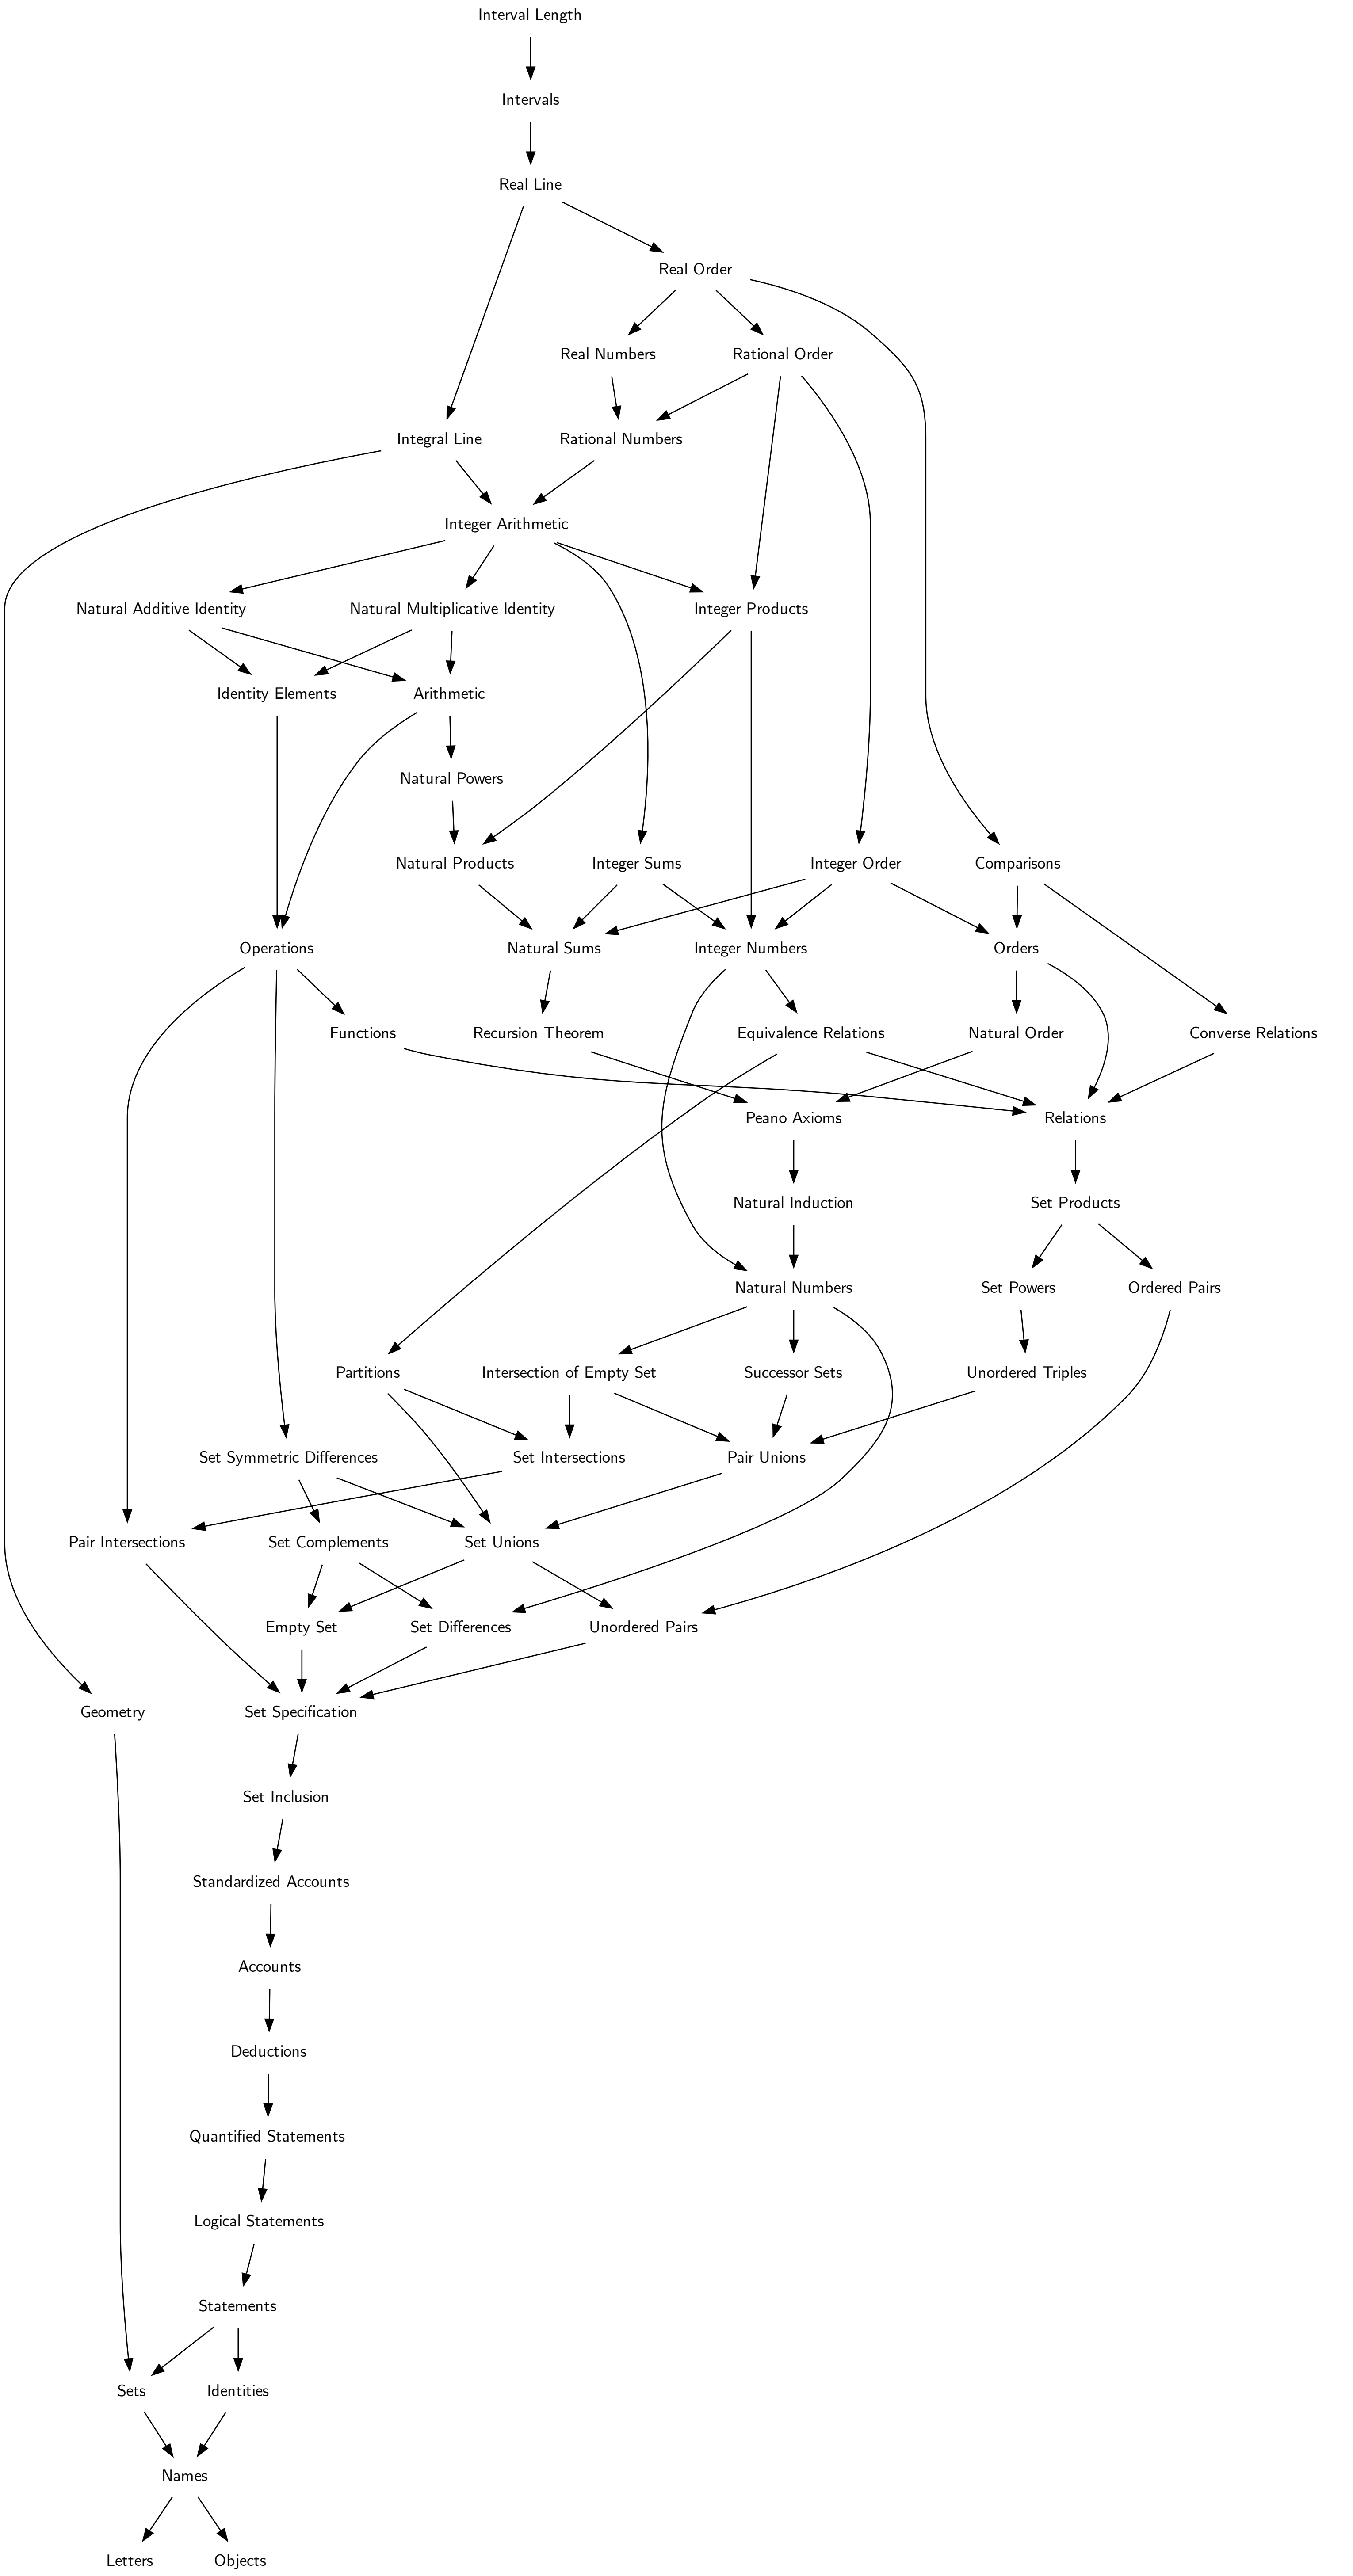 Interval Length
Intervals
Real Line
Real Order
Real Numbers
Rational Order
Integral Line
Rational Numbers
Integer Arithmetic
Natural Additive Identity
Natural Multiplicative Identity
Integer Products
Identity Elements
Arithmetic
Natural Powers
Natural Products
Integer Sums
Integer Order
Comparisons
Operations
Natural Sums
Integer Numbers
Orders
Functions
Recursion Theorem
Equivalence Relations
Natural Order
Converse Relations
Peano Axioms
Relations
Natural Induction
Set Products
Natural Numbers
Set Powers
Ordered Pairs
Partitions
Intersection of Empty Set
Successor Sets
Unordered Triples
Set Symmetric Differences
Set Intersections
Pair Unions
Pair Intersections
Set Complements
Set Unions
Empty Set
Set Differences
Unordered Pairs
Geometry
Set Specification
Set Inclusion
Standardized Accounts
Accounts
Deductions
Quantified Statements
Logical Statements
Statements
Sets
Identities
Names
Letters
Objects